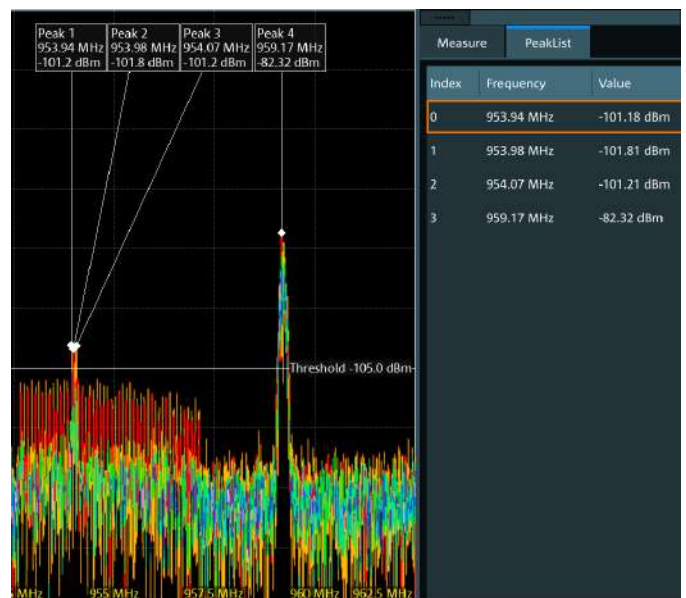 Peak 1
953.94 MHz
-101.2 dBm
Peak 2
953.98 MHz
-101.8 dBm
Peak 3
954.07 MHz
-101.2 dBm
Peak 4
959.17 MHz
-82.32 dBm
Threshold -105.0 dBm
MHz
955 MHz
957.5 MHz
960 MHz
962.5 MHz
Measure PeakList
Index Frequency Value
0 953.94 MHz -101.18 dBm
1 953.98 MHz -101.81 dBm
2 954.07 MHz -101.21 dBm
3 959.17 MHz -82.32 dBm